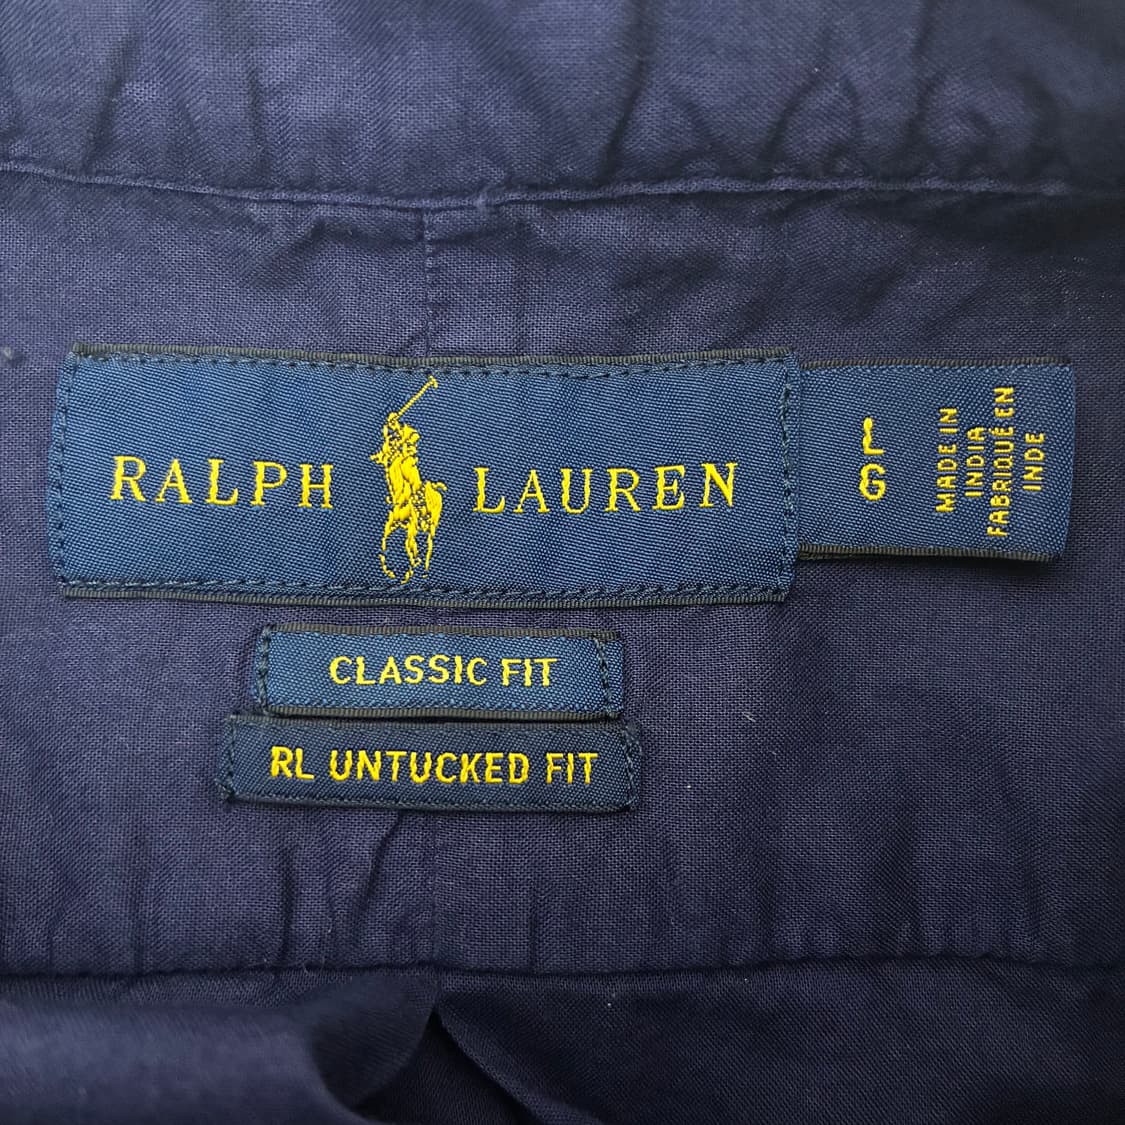 RALPH LAUREN
L
G
MADE IN
INDIA
FABRIQUÉ EN
INDE
CLASSIC FIT
RL UNTUCKED FIT